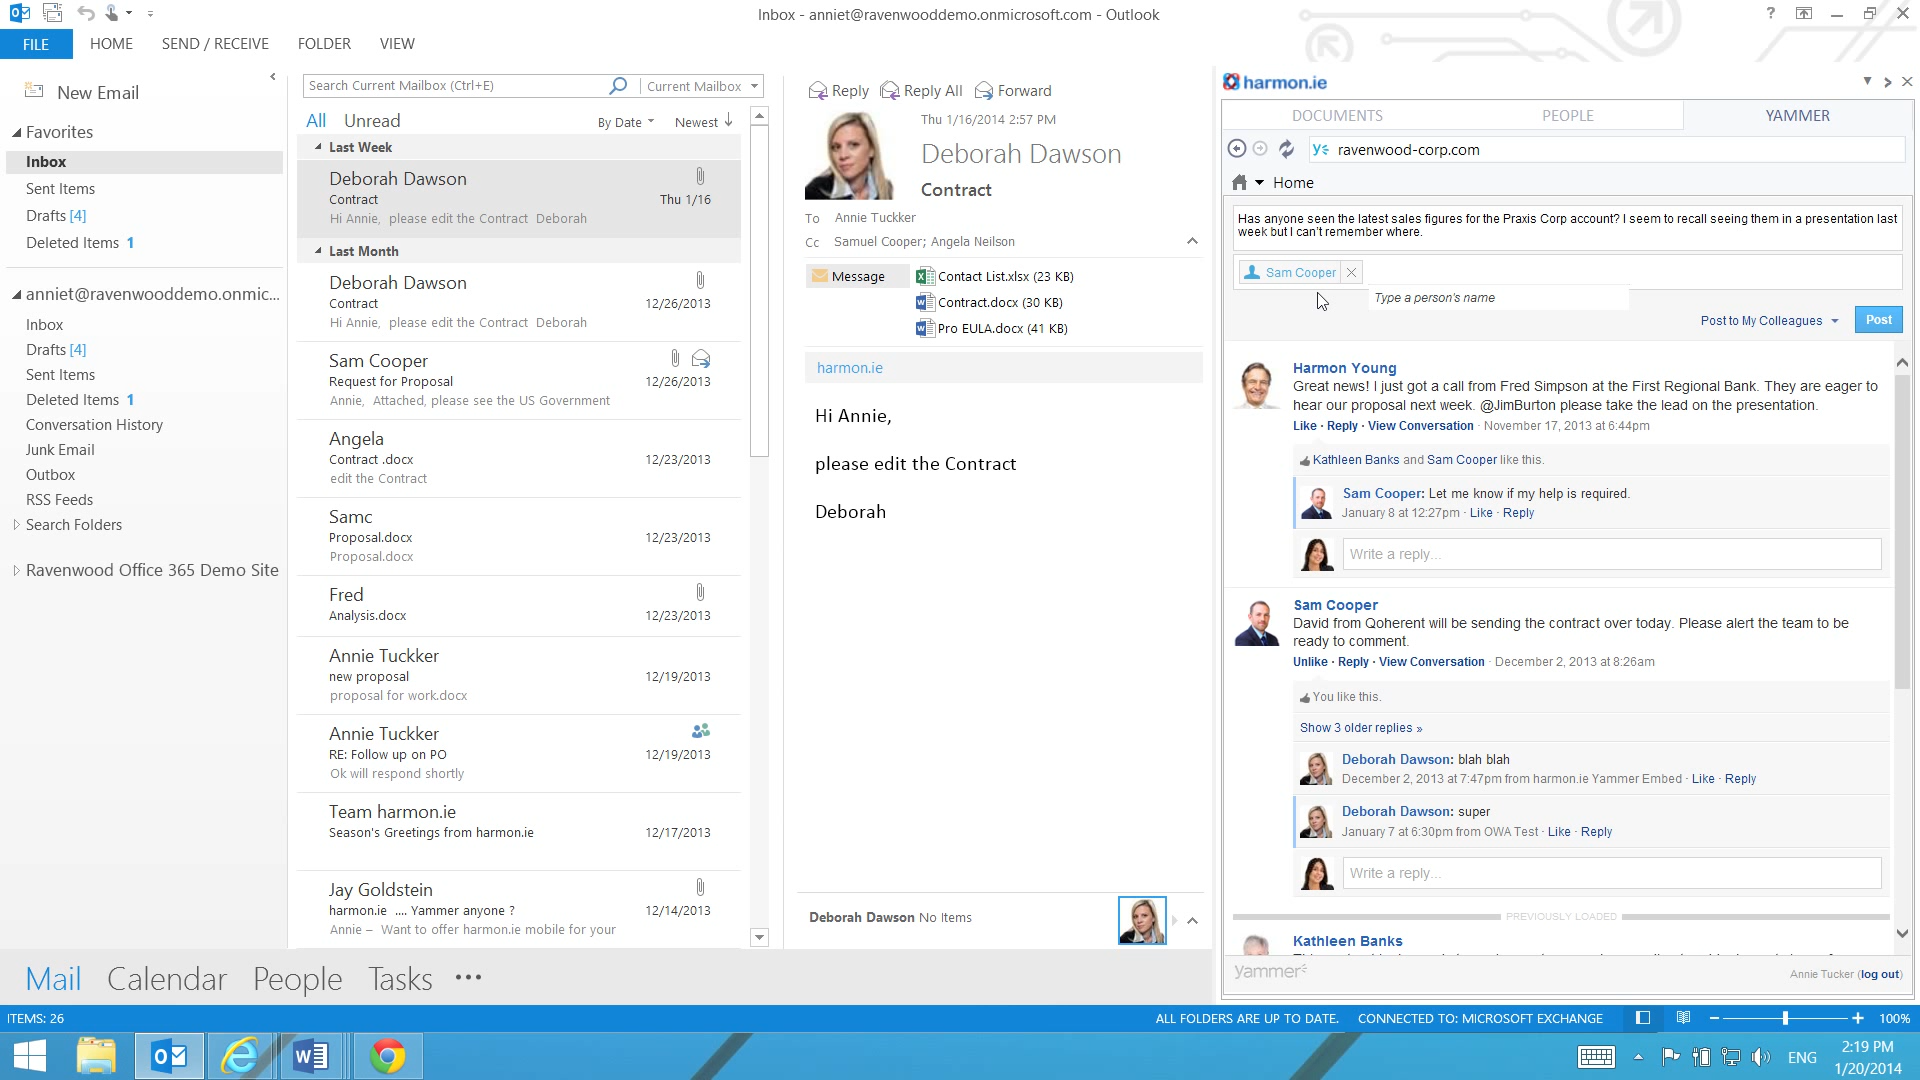 Inbox - anniet@ravenwooddemo.onmicrosoft.com - Outlook
FILE
HOME
SEND / RECEIVE
FOLDER
VIEW
New Email
Favorites
Inbox
Sent Items
Drafts [4]
Deleted Items 1
anniet@ravenwooddemo.onmic...
Inbox
Drafts [4]
Sent Items
Deleted Items 1
Conversation History
Junk Email
Outbox
RSS Feeds
Search Folders
Ravenwood Office 365 Demo Site
Search Current Mailbox (Ctrl+E)
Current Mailbox
All Unread
By Date Newest
Last Week
Deborah Dawson
Contract Thu 1/16
Hi Annie, please edit the Contract Deborah
Last Month
Deborah Dawson
Contract 12/26/2013
Hi Annie, please edit the Contract Deborah
Sam Cooper
Request for Proposal 12/26/2013
Annie, Attached, please see the US Government
Angela
Contract .docx 12/23/2013
edit the Contract
Samc
Proposal.docx 12/23/2013
Proposal.docx
Fred
Analysis.docx 12/23/2013
Annie Tuckker
new proposal 12/19/2013
proposal for work.docx
Annie Tuckker
RE: Follow up on PO 12/19/2013
Ok will respond shortly
Team harmon.ie
Season's Greetings from harmon.ie 12/17/2013
Jay Goldstein
harmon.ie .... Yammer anyone ? 12/14/2013
Annie – Want to offer harmon.ie mobile for your
Reply Reply All Forward
Thu 1/16/2014 2:57 PM
Deborah Dawson
Contract
To Annie Tuckker
Cc Samuel Cooper; Angela Neilson
Message
Contact List.xlsx (23 KB)
Contract.docx (30 KB)
Pro EULA.docx (41 KB)
harmon.ie
Hi Annie,
please edit the Contract
Deborah
Deborah Dawson No Items
harmon.ie
DOCUMENTS
PEOPLE
YAMMER
ravenwood-corp.com
Home
Has anyone seen the latest sales figures for the Praxis Corp account? I seem to recall seeing them in a presentation last
week but I can't remember where.
Sam Cooper
Type a person's name
Post to My Colleagues
Post
Harmon Young
Great news! I just got a call from Fred Simpson at the First Regional Bank. They are eager to
hear our proposal next week. @JimBurton please take the lead on the presentation.
Like · Reply · View Conversation · November 17, 2013 at 6:44pm
Kathleen Banks and Sam Cooper like this.
Sam Cooper: Let me know if my help is required.
January 8 at 12:27pm · Like · Reply
Write a reply...
Sam Cooper
David from Qoherent will be sending the contract over today. Please alert the team to be
ready to comment.
Unlike · Reply · View Conversation · December 2, 2013 at 8:26am
You like this.
Show 3 older replies »
Deborah Dawson: blah blah
December 2, 2013 at 7:47pm from harmon.ie Yammer Embed · Like · Reply
Deborah Dawson: super
January 7 at 6:30pm from OWA Test · Like · Reply
Write a reply...
PREVIOUSLY LOADED
Kathleen Banks
yammer
Annie Tucker (log out)
Mail Calendar People Tasks •••
ITEMS: 26
ALL FOLDERS ARE UP TO DATE.
CONNECTED TO: MICROSOFT EXCHANGE
100%
ENG
2:19 PM
1/20/2014